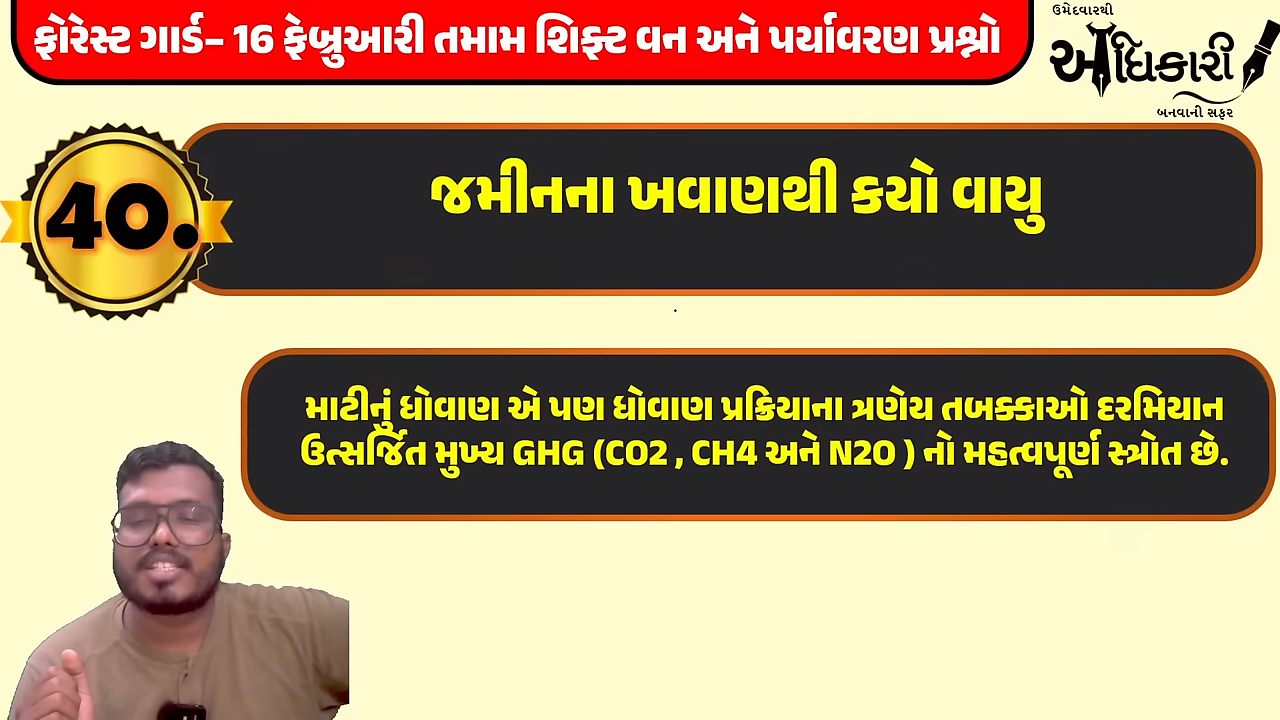 ફોરેસ્ટ ગાર્ડ– 16 ફેબ્રુઆરી તમામ શિફ્ટ વન અને પર્યાવરણ પ્રશ્નો
ઉમેદવારથી
અધિકારી
બનવાની સફર
40.
જમીનના ખવાણથી કયો વાયુ
માટીનું ધોવાણ એ પણ ધોવાણ પ્રક્રિયાના ત્રણેય તબક્કાઓ દરમિયાન
ઉત્સર્જિત મુખ્ય GHG (CO2 , CH4 અને N2O ) નો મહત્વપૂર્ણ સ્ત્રોત છે.